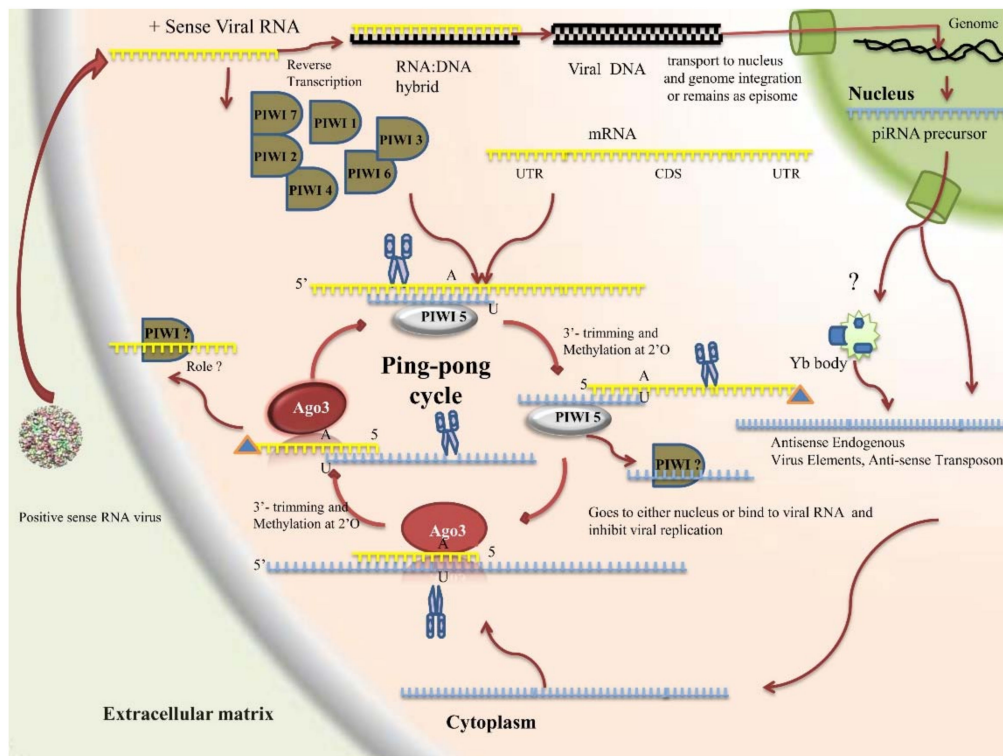 + Sense Viral RNA
Reverse
Transcription
RNA:DNA
hybrid
Viral DNA
transport to nucleus
and genome integration
or remains as episome
Genome
Nucleus
piRNA precursor
PIWI 7
PIWI 1
PIWI 3
PIWI 2
PIWI 6
PIWI 4
mRNA
UTR
CDS
UTR
5’
A
U
PIWI 5
?
Yb body
3’- trimming and
Methylation at 2’O
5
A
U
PIWI 5
PIWI ?
Role ?
Ping-pong
cycle
Ago3
A
5
U
PIWI ?
Antisense Endogenous
Virus Elements, Anti-sense Transposon
Goes to either nucleus or bind to viral RNA and
inhibit viral replication
Positive sense RNA virus
3’- trimming and
Methylation at 2’O
Ago3
A
5
5’
U
Extracellular matrix
Cytoplasm